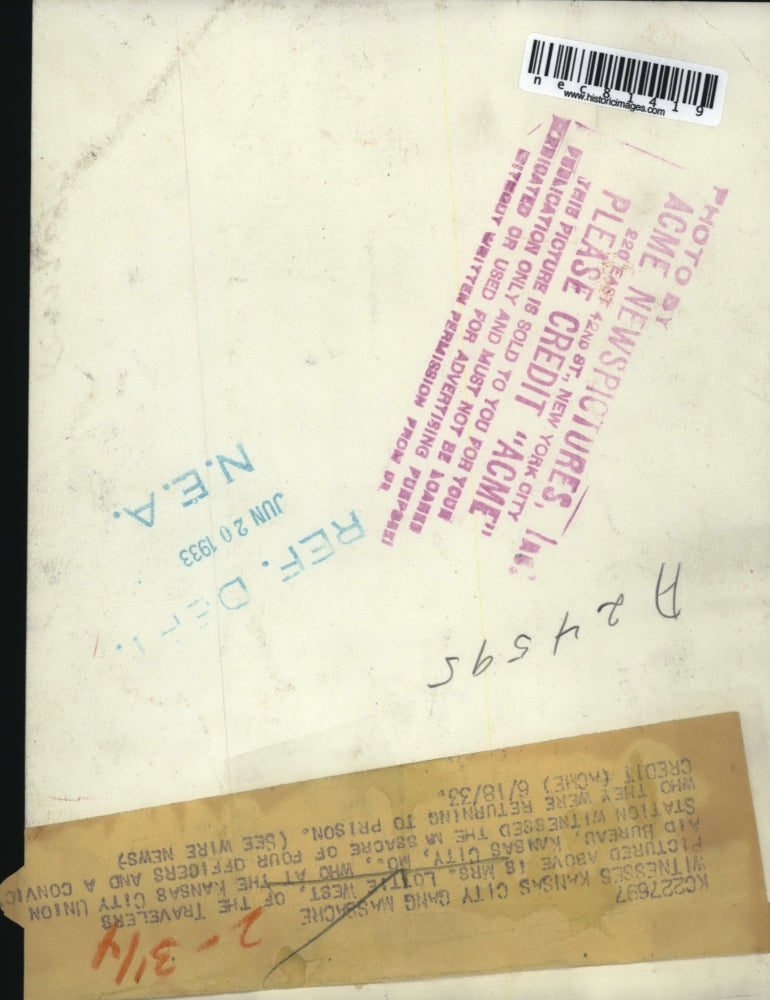 nec81419
www.historicimages.com
PHOTO BY
ACME NEWSPICTURES, Inc.
220 EAST 42ND ST., NEW YORK CITY
PLEASE CREDIT "ACME"
THIS PICTURE IS SOLD TO YOU FOR YOUR
PUBLICATION ONLY AND MUST NOT BE LOANED
SYNDICATED OR USED FOR ADVERTISING PURPOSES
WITHOUT WRITTEN PERMISSION FROM US.
REF. DEPT.
JUN 20 1933
N.E.A.
A24595
KC227697
WITNESSES KANSAS CITY GANG MASSACRE
PICTURED ABOVE IS MRS. LOTTIE WEST, OF THE TRAVELERS
AID BUREAU, KANSAS CITY, MO., WHO AT THE KANSAS CITY UNION
STATION WITNESSED THE MA SSACRE OF FOUR OFFICERS AND A CONVIC
WHO THEY WERE RETURNING TO PRISON. (SEE WIRE NEWS)
CREDIT (ACME) 6/18/33.
2-3 1/4